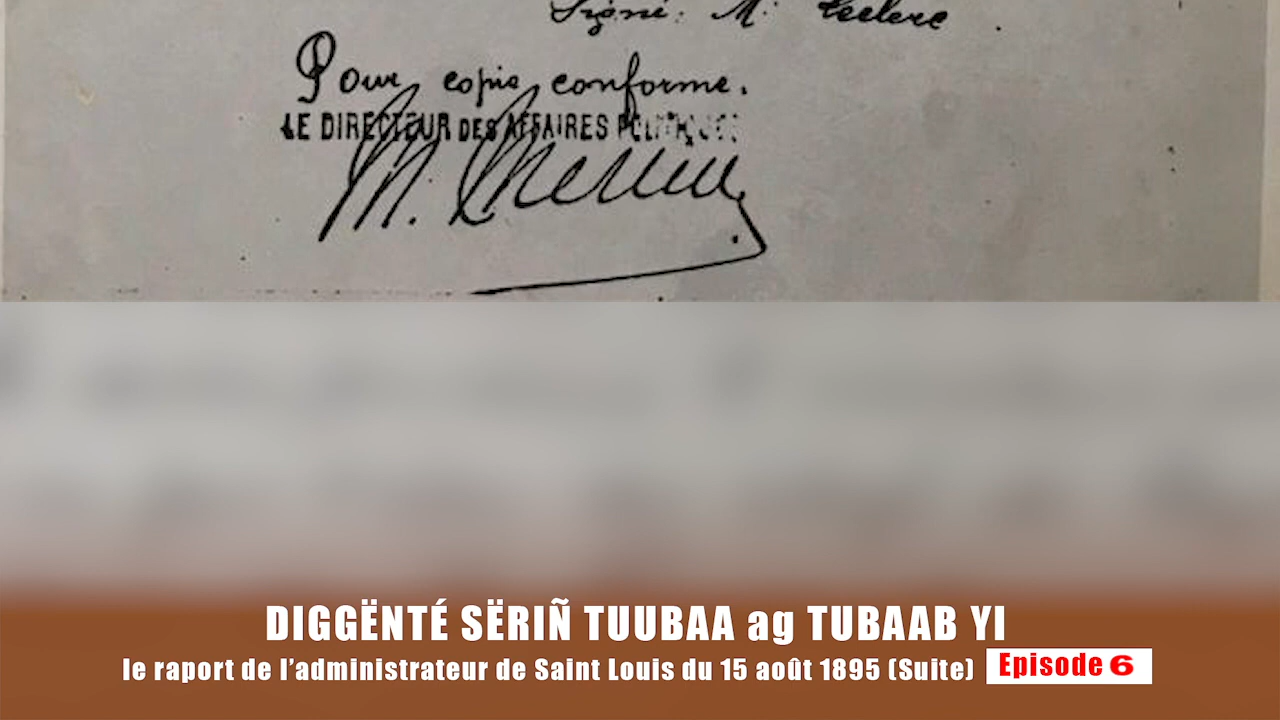 Signé: M. Leclerc
Pour copie conforme.
LE DIRECTEUR DES AFFAIRES POLITIQUES
M. Merlin
DIGGËNTÉ SËRIÑ TUUBAA ag TUBAAB YI
le raport de l’administrateur de Saint Louis du 15 août 1895 (Suite) Episode 6